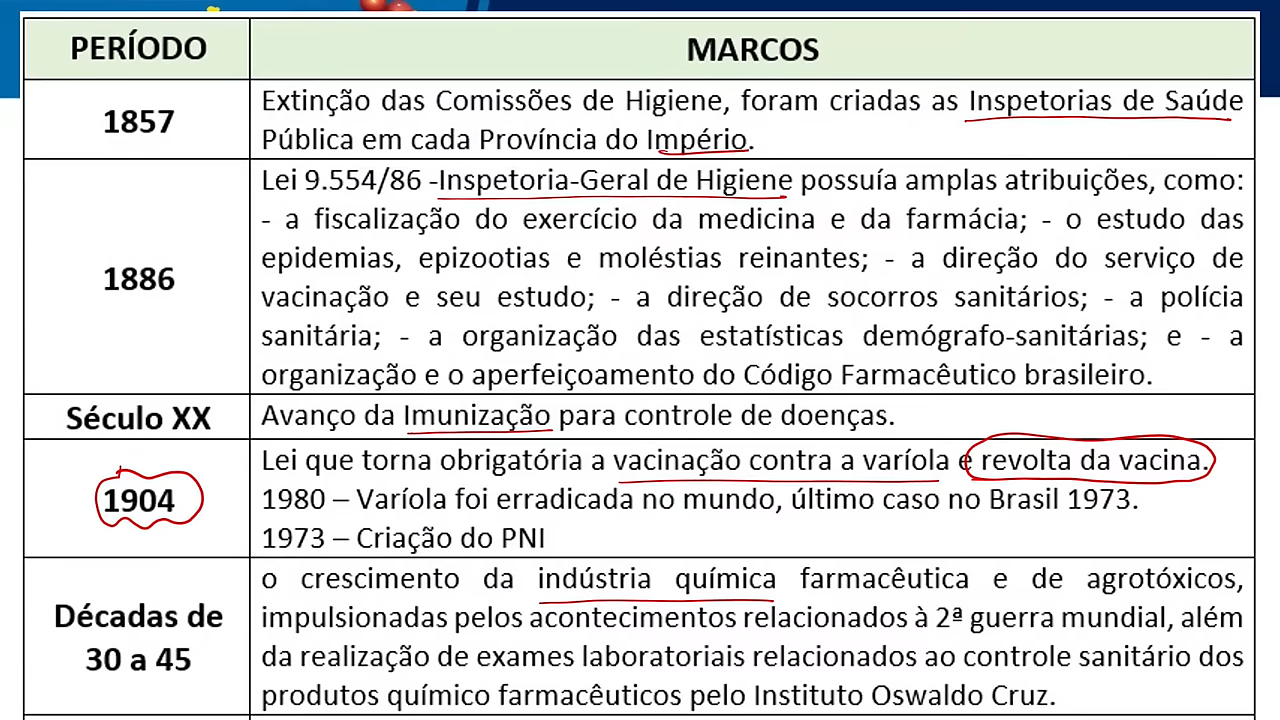 PERÍODO
MARCOS
1857
Extinção das Comissões de Higiene, foram criadas as Inspetorias de Saúde
Pública em cada Província do Império.
1886
Lei 9.554/86 -Inspetoria-Geral de Higiene possuía amplas atribuições, como:
- a fiscalização do exercício da medicina e da farmácia; - o estudo das
epidemias, epizootias e moléstias reinantes; - a direção do serviço de
vacinação e seu estudo; - a direção de socorros sanitários; - a polícia
sanitária; - a organização das estatísticas demógrafo-sanitárias; e - a
organização e o aperfeiçoamento do Código Farmacêutico brasileiro.
Século XX
Avanço da Imunização para controle de doenças.
1904
Lei que torna obrigatória a vacinação contra a varíola e revolta da vacina.
1980 – Varíola foi erradicada no mundo, último caso no Brasil 1973.
1973 – Criação do PNI
Décadas de
30 a 45
o crescimento da indústria química farmacêutica e de agrotóxicos,
impulsionadas pelos acontecimentos relacionados à 2ª guerra mundial, além
da realização de exames laboratoriais relacionados ao controle sanitário dos
produtos químico farmacêuticos pelo Instituto Oswaldo Cruz.